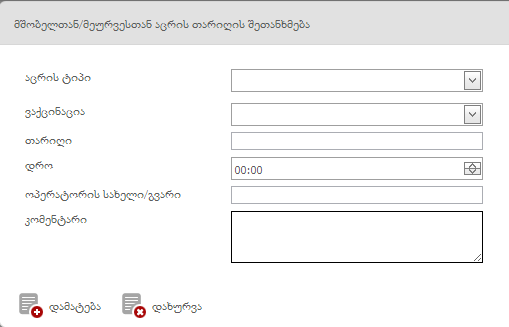 მშობელთან/მეურვესთან აცრის თარიღის შეთანხმება
აცრის ტიპი
ვაქცინაცია
თარიღი
დრო
00:00
ოპერატორის სახელი/გვარი
კომენტარი
დამატება დახურვა